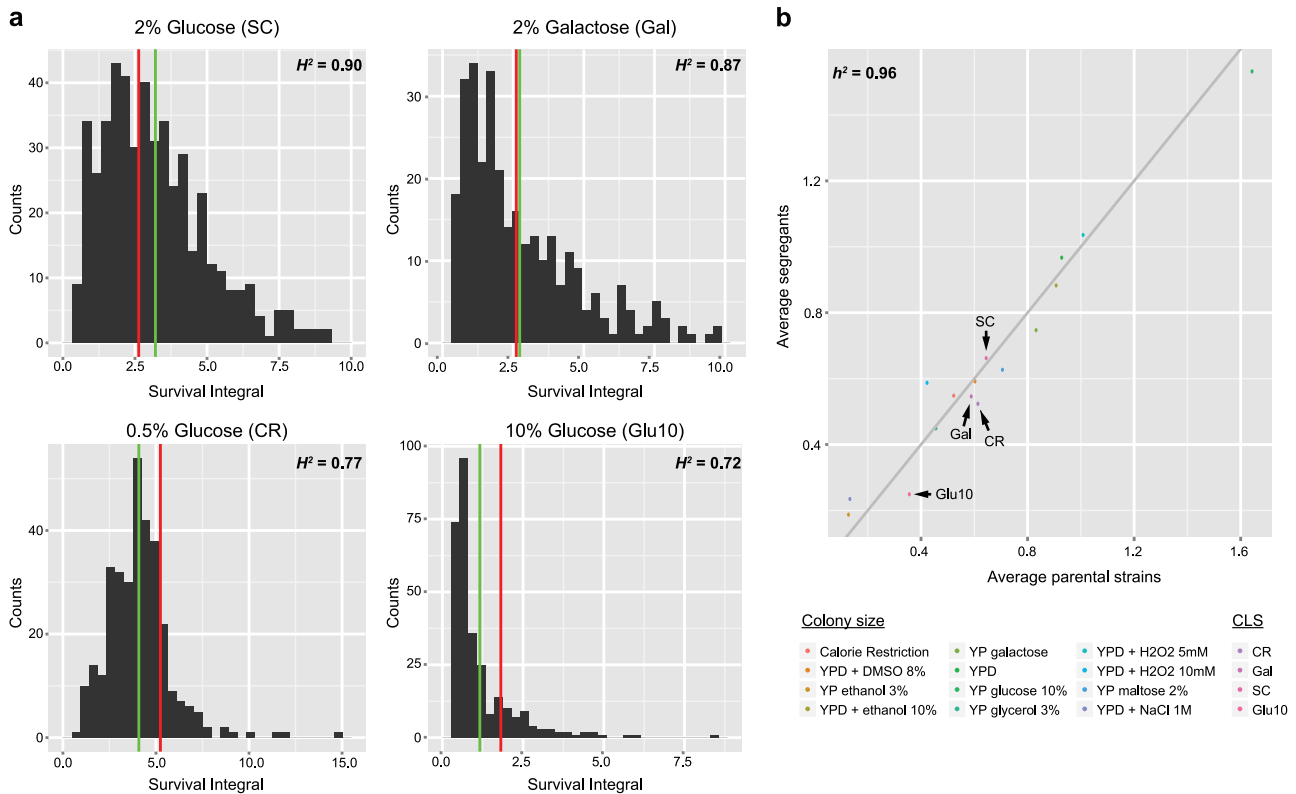 a
2% Glucose (SC)
H² = 0.90
Counts
40
30
20
10
0
0.0 2.5 5.0 7.5 10.0
Survival Integral
2% Galactose (Gal)
H² = 0.87
Counts
30
20
10
0
0.0 2.5 5.0 7.5 10.0
Survival Integral
0.5% Glucose (CR)
H² = 0.77
Counts
40
20
0
0.0 5.0 10.0 15.0
Survival Integral
10% Glucose (Glu10)
H² = 0.72
Counts
100
75
50
25
0
0.0 2.5 5.0 7.5
Survival Integral
b
h² = 0.96
Average segregants
1.2
0.8
0.4
SC
Gal
CR
Glu10
0.4 0.8 1.2 1.6
Average parental strains
Colony size
Calorie Restriction
YPD + DMSO 8%
YP ethanol 3%
YPD + ethanol 10%
YP galactose
YPD
YP glucose 10%
YP glycerol 3%
YPD + H2O2 5mM
YPD + H2O2 10mM
YP maltose 2%
YPD + NaCl 1M
CLS
CR
Gal
SC
Glu10